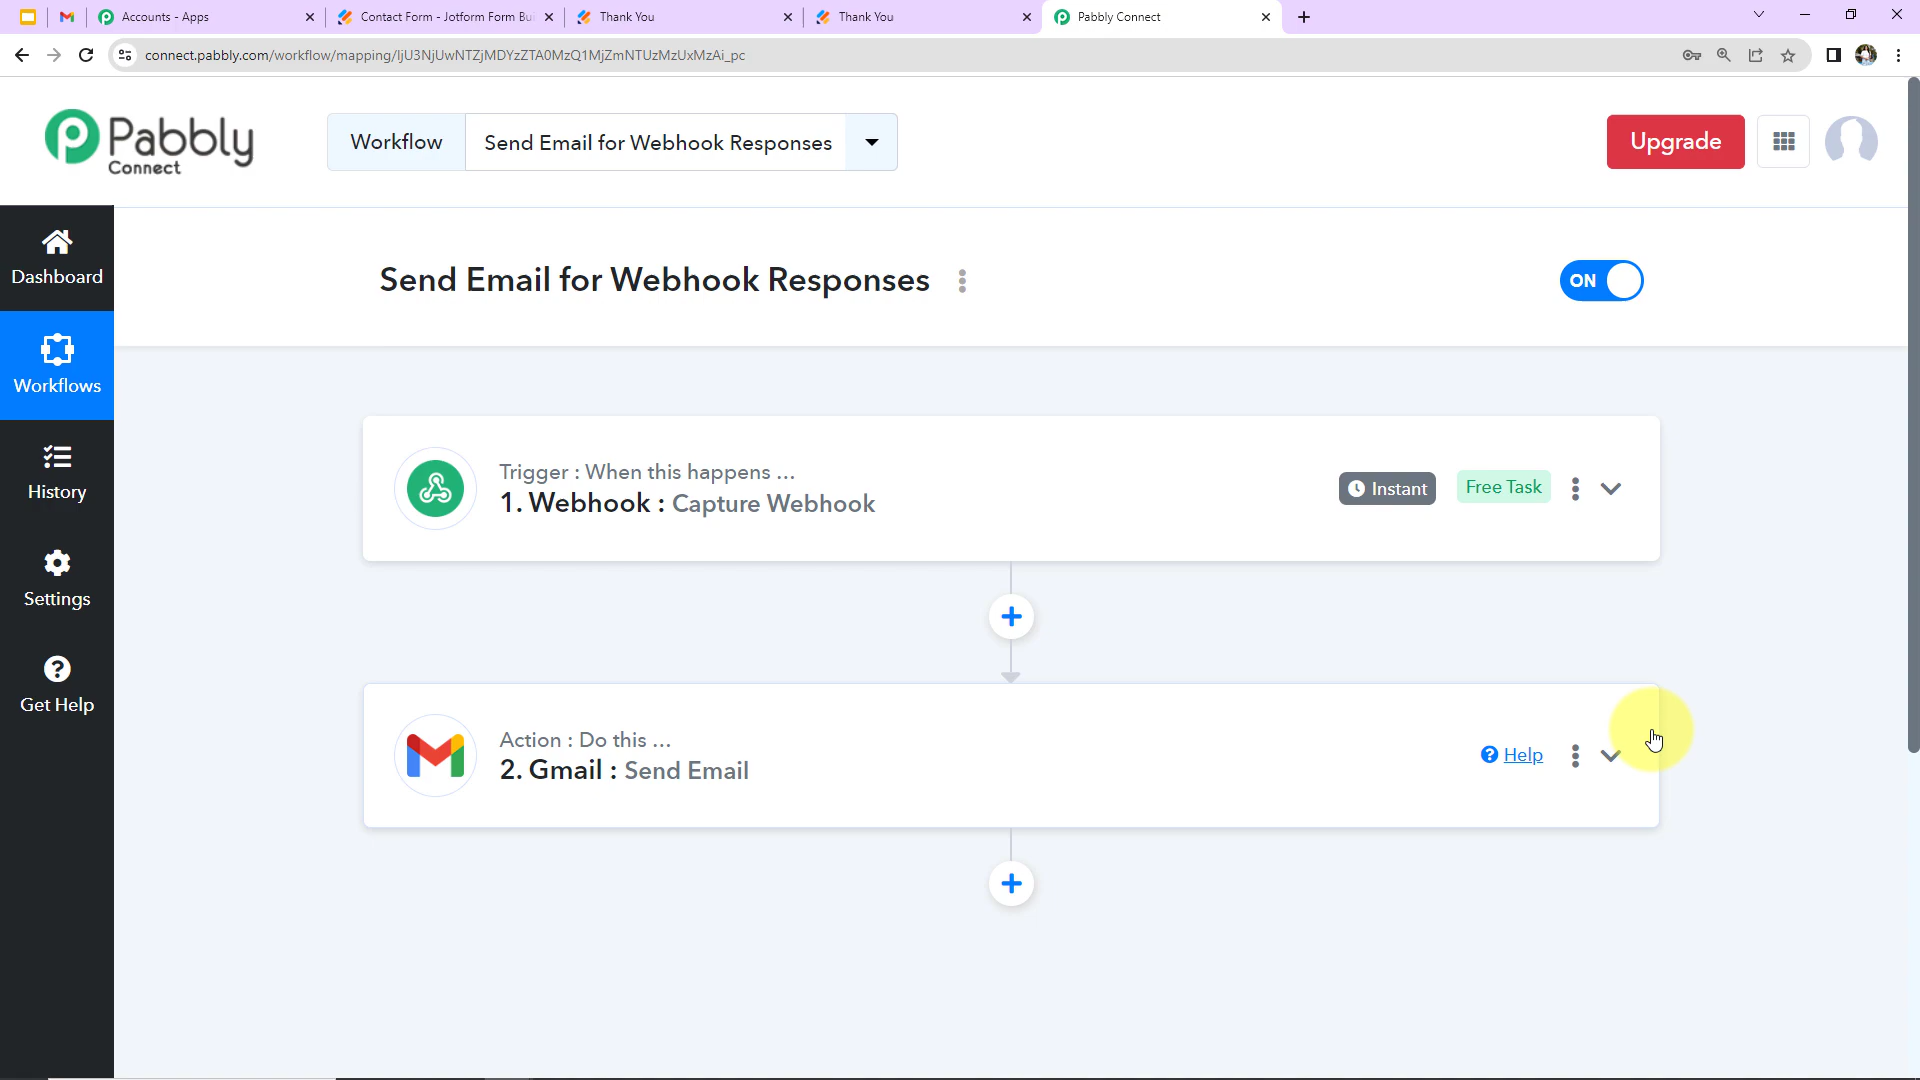 Accounts - Apps
Contact Form - Jotform Form Bui
Thank You
Thank You
Pabbly Connect
connect.pabbly.com/workflow/mapping/IjU3NjUwNTZjMDYzZTA0MzQ1MjZmNTUzMzUxMzAi_pc
Pabbly
Connect
Workflow
Send Email for Webhook Responses
Upgrade
Dashboard
Workflows
History
Settings
Get Help
Send Email for Webhook Responses
ON
Trigger : When this happens ...
1. Webhook : Capture Webhook
Instant
Free Task
Action : Do this ...
2. Gmail : Send Email
Help